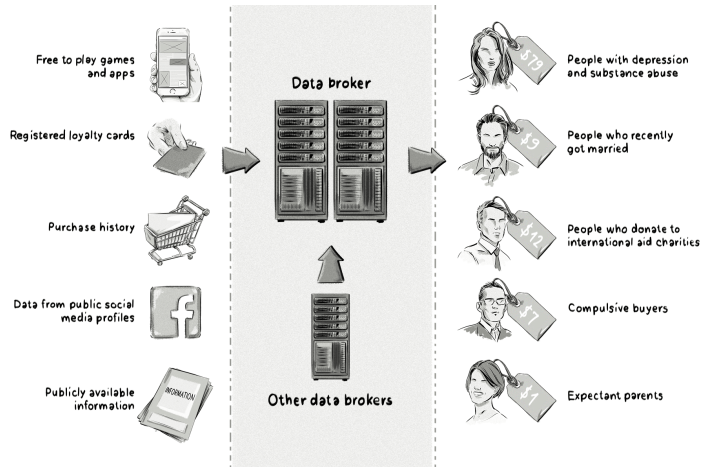 Free to play games
and apps
Registered loyalty cards
Purchase history
Data from public social
media profiles
Publicly available
information
INFORMATION
Data broker
Other data brokers
$79
People with depression
and substance abuse
$9
People who recently
got married
$12
People who donate to
international aid charities
$7
Compulsive buyers
$1
Expectant parents